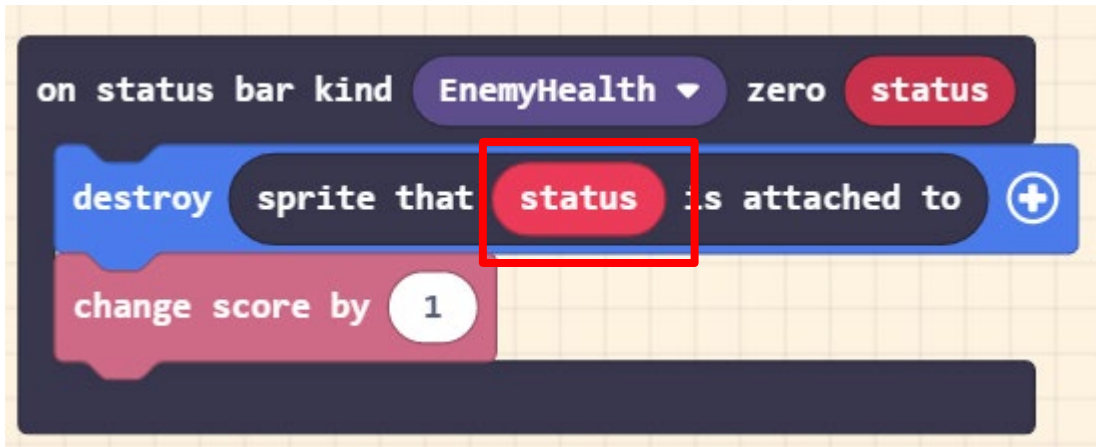 on status bar kind EnemyHealth zero status
destroy sprite that status is attached to
change score by 1